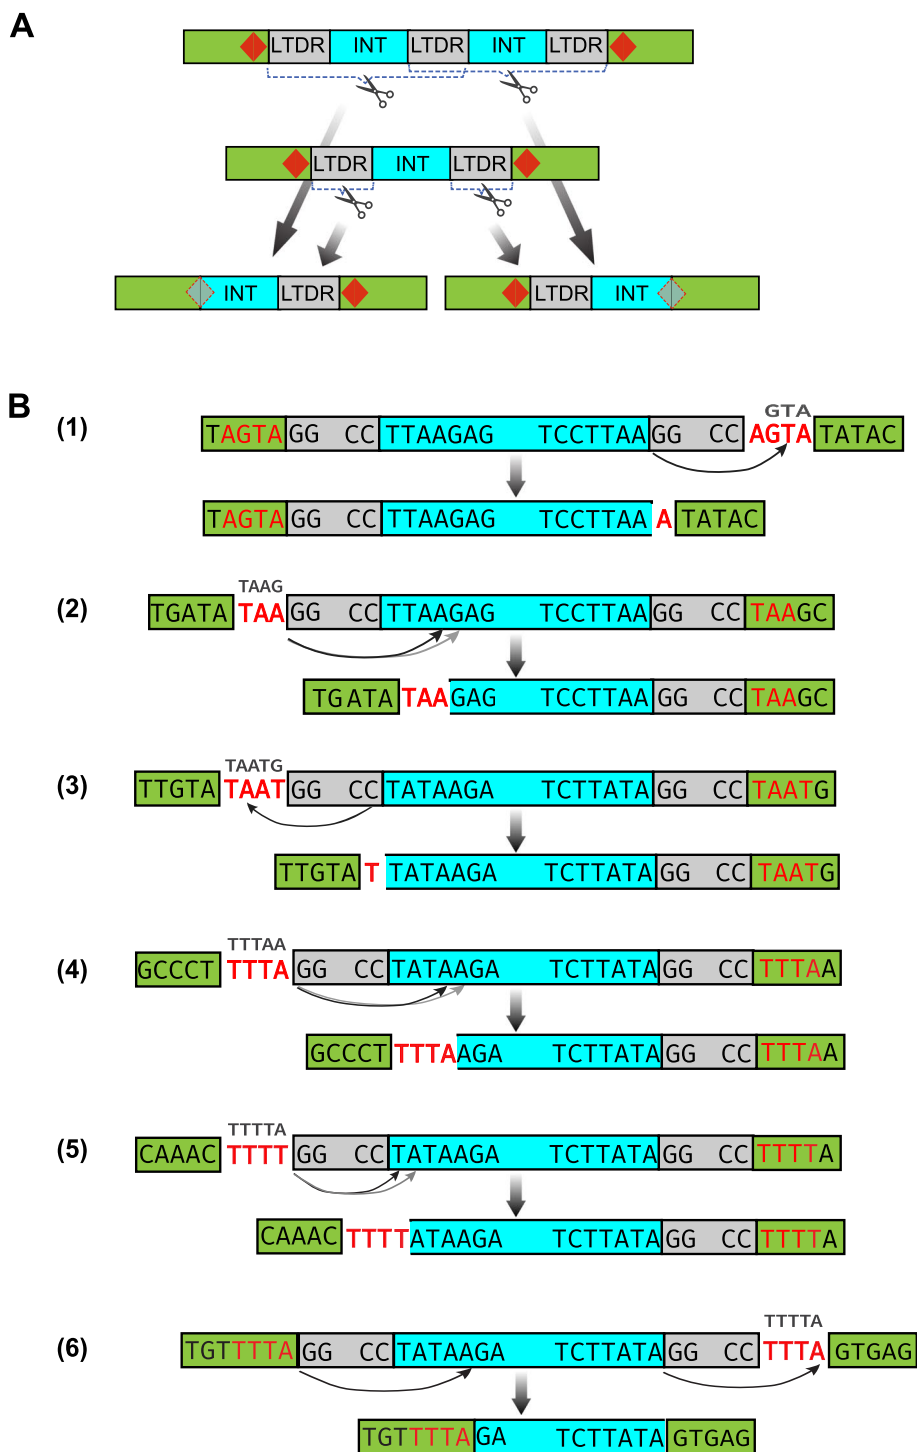 A
LTDR INT LTDR INT LTDR
LTDR INT LTDR
INT LTDR LTDR INT
B
(1)
GTA
TAGTA GG CC TTAAGAG TCCTTAA GG CC AGTA TATAC
TAGTA GG CC TTAAGAG TCCTTAA A TATAC
(2)
TAAG
TGATA TAA GG CC TTAAGAG TCCTTAA GG CC TAAGC
TGATA TAA GAG TCCTTAA GG CC TAAGC
(3)
TAATG
TTGTA TAAT GG CC TATAAGA TCTTATA GG CC TAATG
TTGTA T TATAAGA TCTTATA GG CC TAATG
(4)
TTTAA
GCCCT TTTA GG CC TATAAGA TCTTATA GG CC TTTAA
GCCCT TTTA AGA TCTTATA GG CC TTTAA
(5)
TTTTA
CAAAC TTTT GG CC TATAAGA TCTTATA GG CC TTTTA
CAAAC TTTT ATAAGA TCTTATA GG CC TTTTA
(6)
TTTTA
TGTTTTA GG CC TATAAGA TCTTATA GG CC TTTA GTGAG
TGTTTTA GA TCTTATA GTGAG